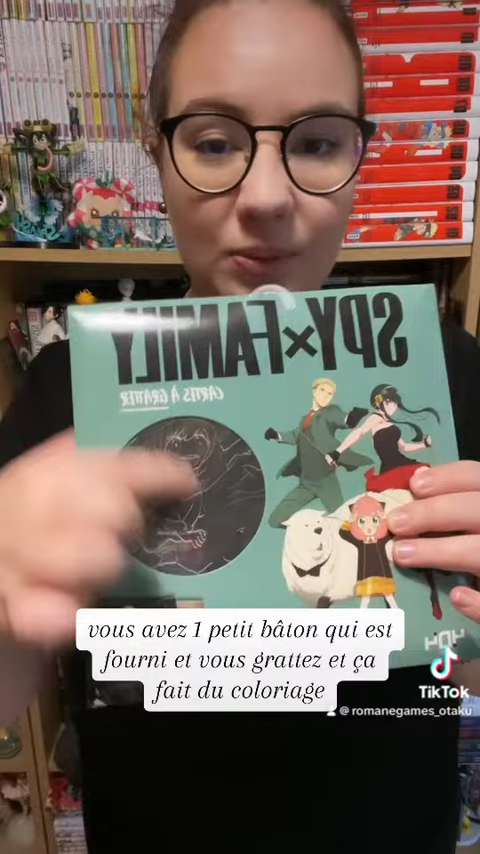 SPY×FAMILY
CARTES À GRATTER
vous avez 1 petit bâton qui est
fourni et vous grattez et ça
fait du coloriage
TikTok
@romanegames_otaku